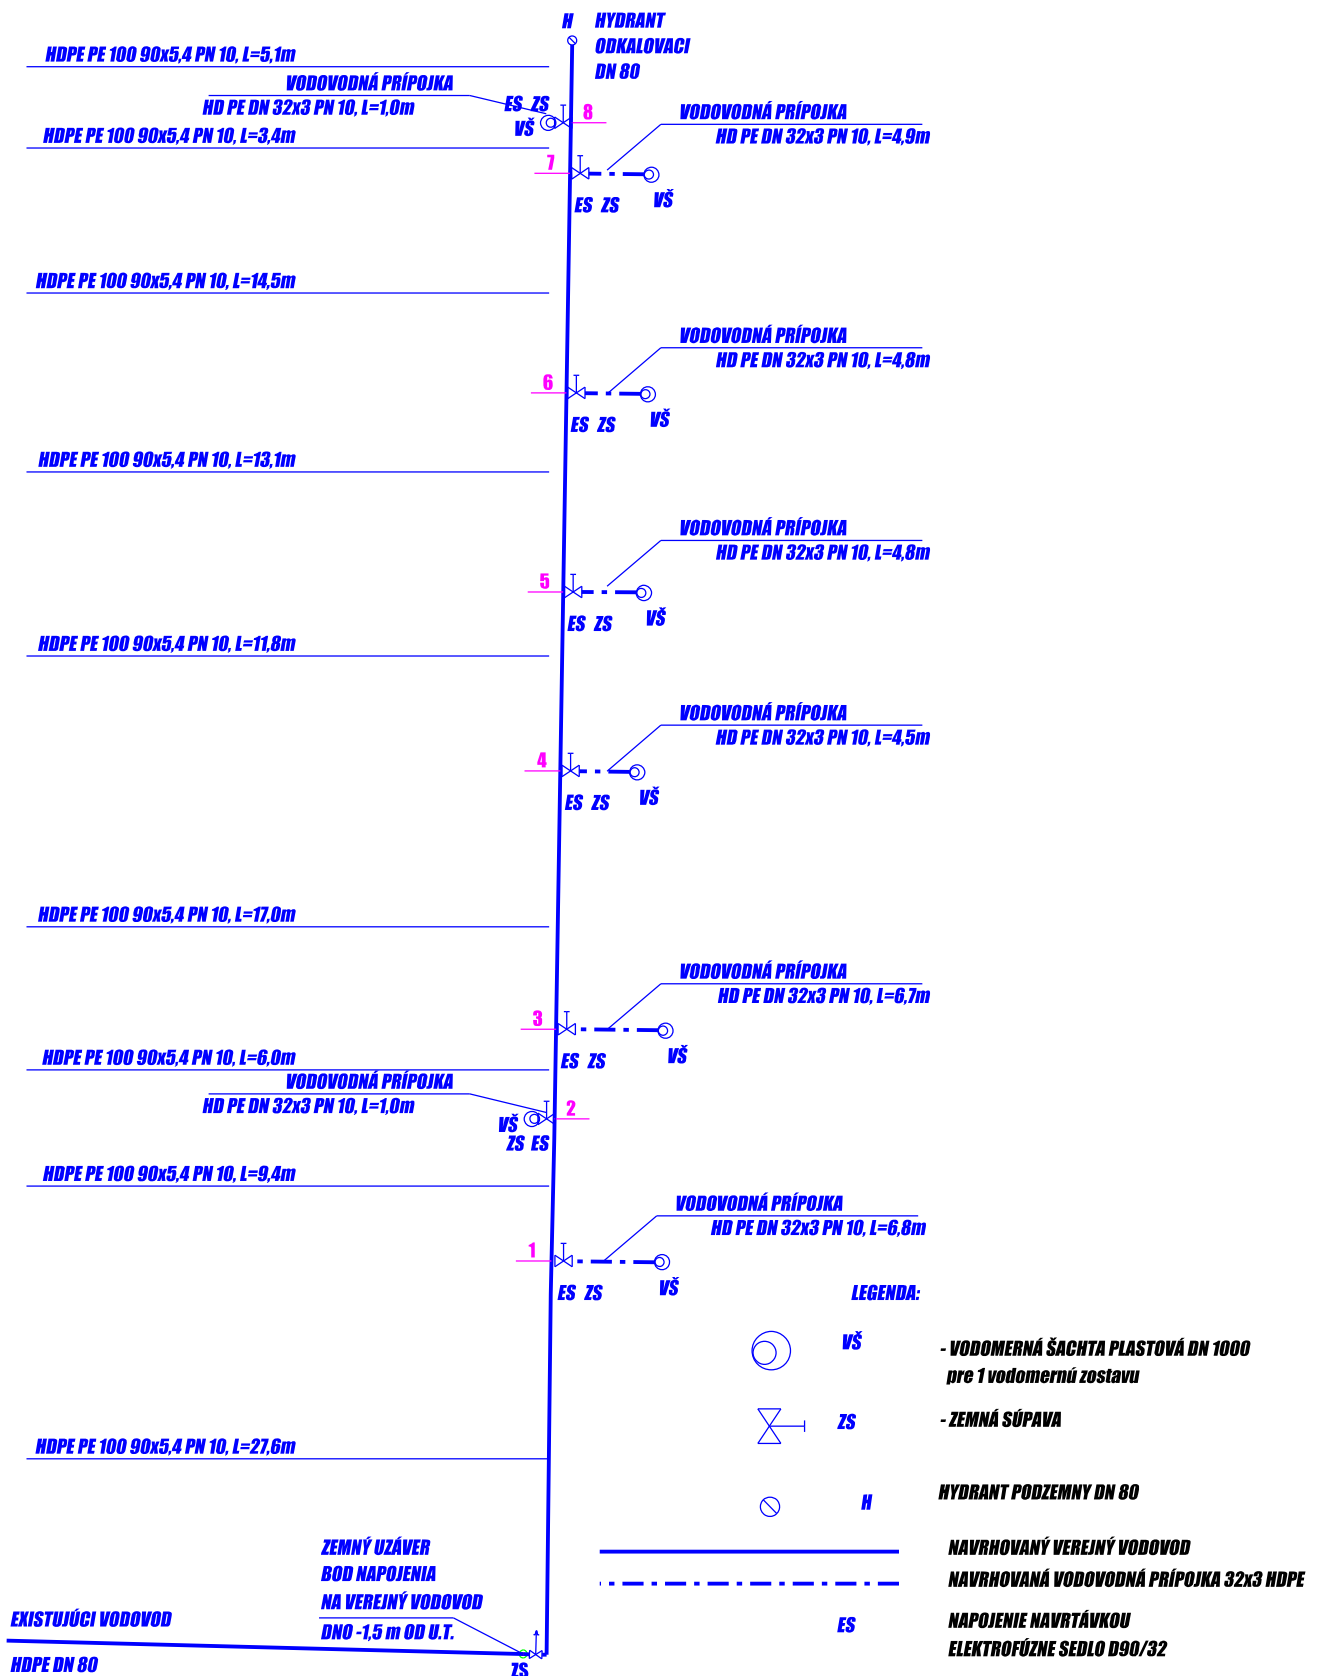 H HYDRANT
ODKALOVACI
DN 80
HDPE PE 100 90x5,4 PN 10, L=5,1m
VODOVODNÁ PRÍPOJKA
HD PE DN 32x3 PN 10, L=1,0m
ES ZS
VŠ
8
VODOVODNÁ PRÍPOJKA
HD PE DN 32x3 PN 10, L=4,9m
HDPE PE 100 90x5,4 PN 10, L=3,4m
7
ES ZS
VŠ
HDPE PE 100 90x5,4 PN 10, L=14,5m
VODOVODNÁ PRÍPOJKA
HD PE DN 32x3 PN 10, L=4,8m
6
ES ZS
VŠ
HDPE PE 100 90x5,4 PN 10, L=13,1m
VODOVODNÁ PRÍPOJKA
HD PE DN 32x3 PN 10, L=4,8m
5
ES ZS
VŠ
HDPE PE 100 90x5,4 PN 10, L=11,8m
VODOVODNÁ PRÍPOJKA
HD PE DN 32x3 PN 10, L=4,5m
4
ES ZS
VŠ
HDPE PE 100 90x5,4 PN 10, L=17,0m
VODOVODNÁ PRÍPOJKA
HD PE DN 32x3 PN 10, L=6,7m
3
ES ZS
VŠ
HDPE PE 100 90x5,4 PN 10, L=6,0m
VODOVODNÁ PRÍPOJKA
HD PE DN 32x3 PN 10, L=1,0m
2
VŠ
ZS ES
HDPE PE 100 90x5,4 PN 10, L=9,4m
VODOVODNÁ PRÍPOJKA
HD PE DN 32x3 PN 10, L=6,8m
1
ES ZS
VŠ
LEGENDA:
VŠ - VODOMERNÁ ŠACHTA PLASTOVÁ DN 1000
pre 1 vodomernú zostavu
ZS - ZEMNÁ SÚPAVA
HDPE PE 100 90x5,4 PN 10, L=27,6m
H HYDRANT PODZEMNY DN 80
NAVRHOVANÝ VEREJNÝ VODOVOD
NAVRHOVANÁ VODOVODNÁ PRÍPOJKA 32x3 HDPE
ES NAPOJENIE NAVRTÁVKOU
ELEKTROFÚZNE SEDLO D90/32
ZEMNÝ UZÁVER
BOD NAPOJENIA
NA VEREJNÝ VODOVOD
DNO -1,5 m OD U.T.
EXISTUJÚCI VODOVOD
HDPE DN 80
ZS